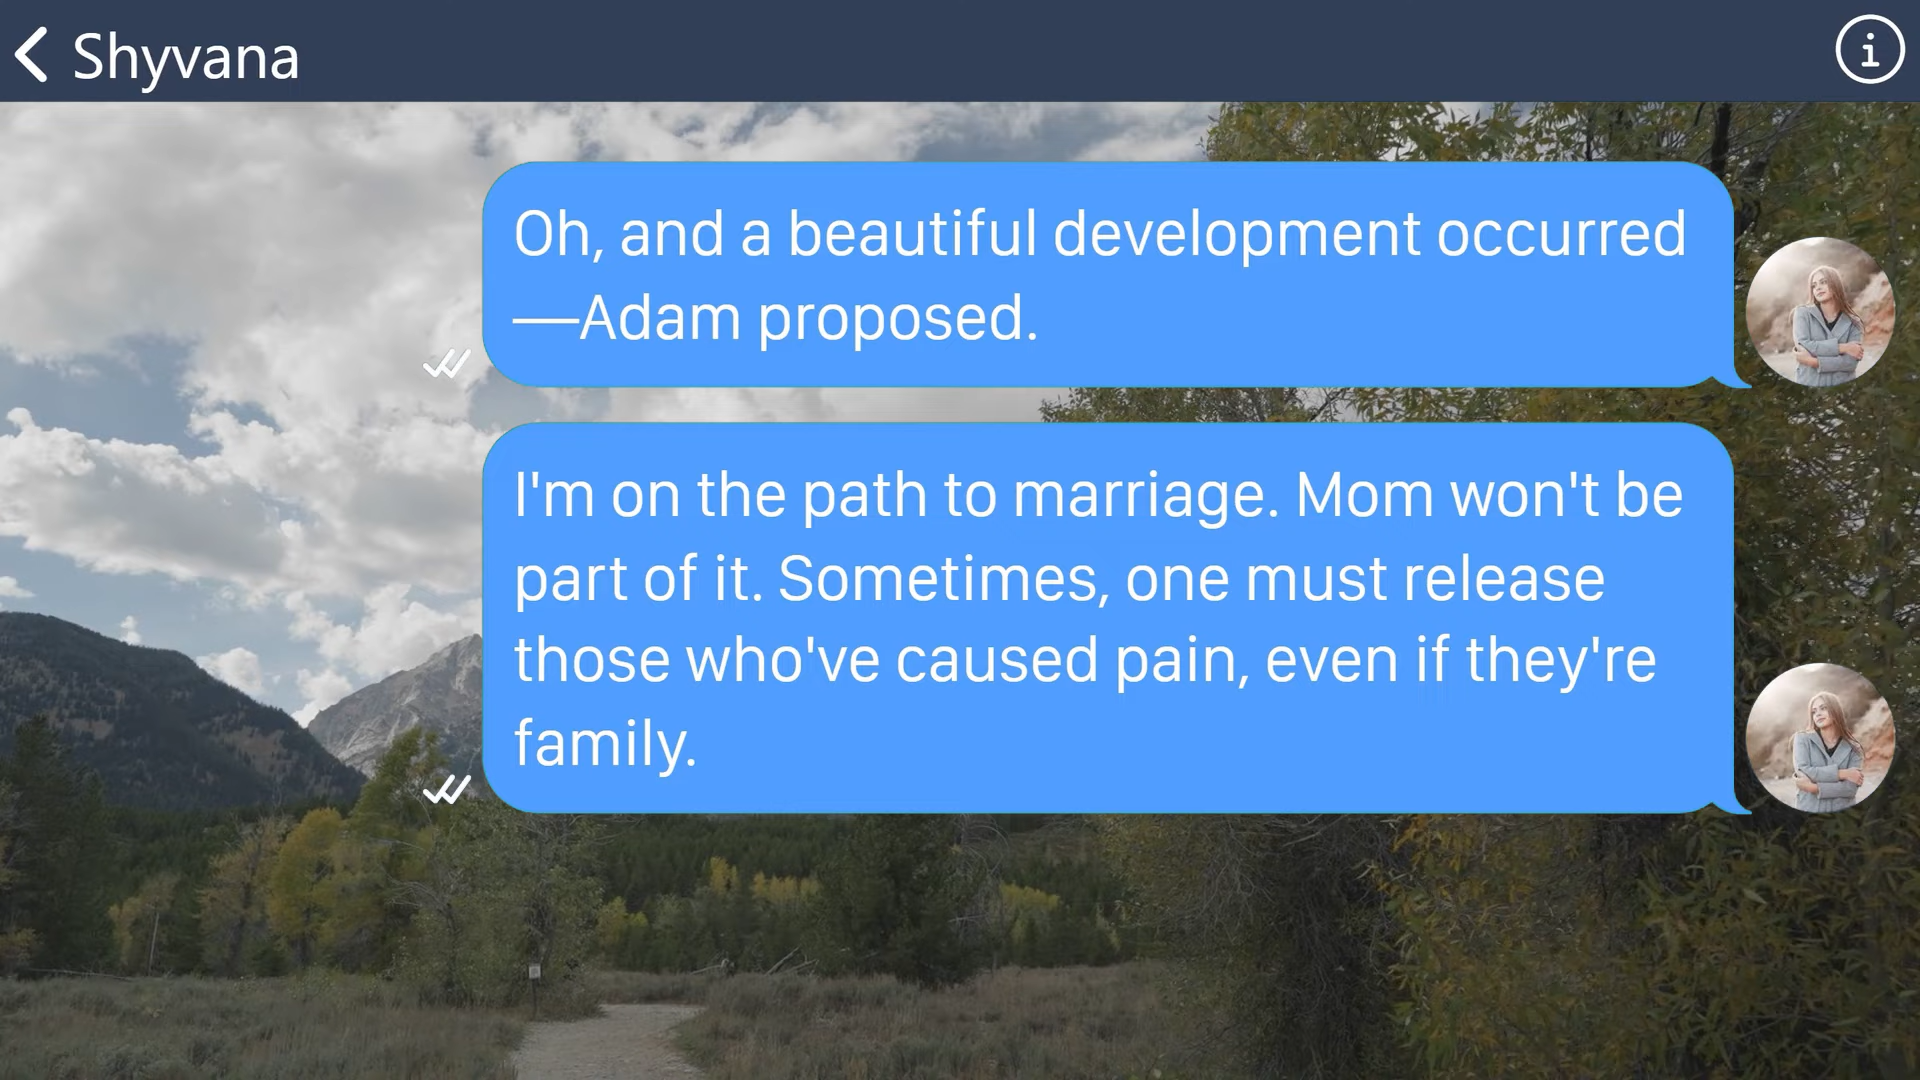 Shyvana
Oh, and a beautiful development occurred
—Adam proposed.
I'm on the path to marriage. Mom won't be
part of it. Sometimes, one must release
those who've caused pain, even if they're
family.